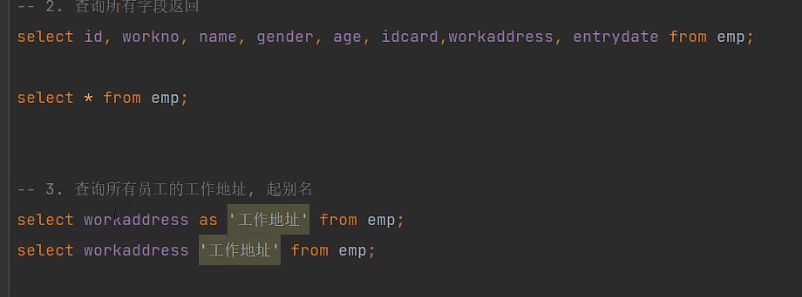 -- 2. 查询所有字段返回
select id, workno, name, gender, age, idcard,workaddress, entrydate from emp;
select * from emp;
-- 3. 查询所有员工的工作地址, 起别名
select workaddress as '工作地址' from emp;
select workaddress '工作地址' from emp;